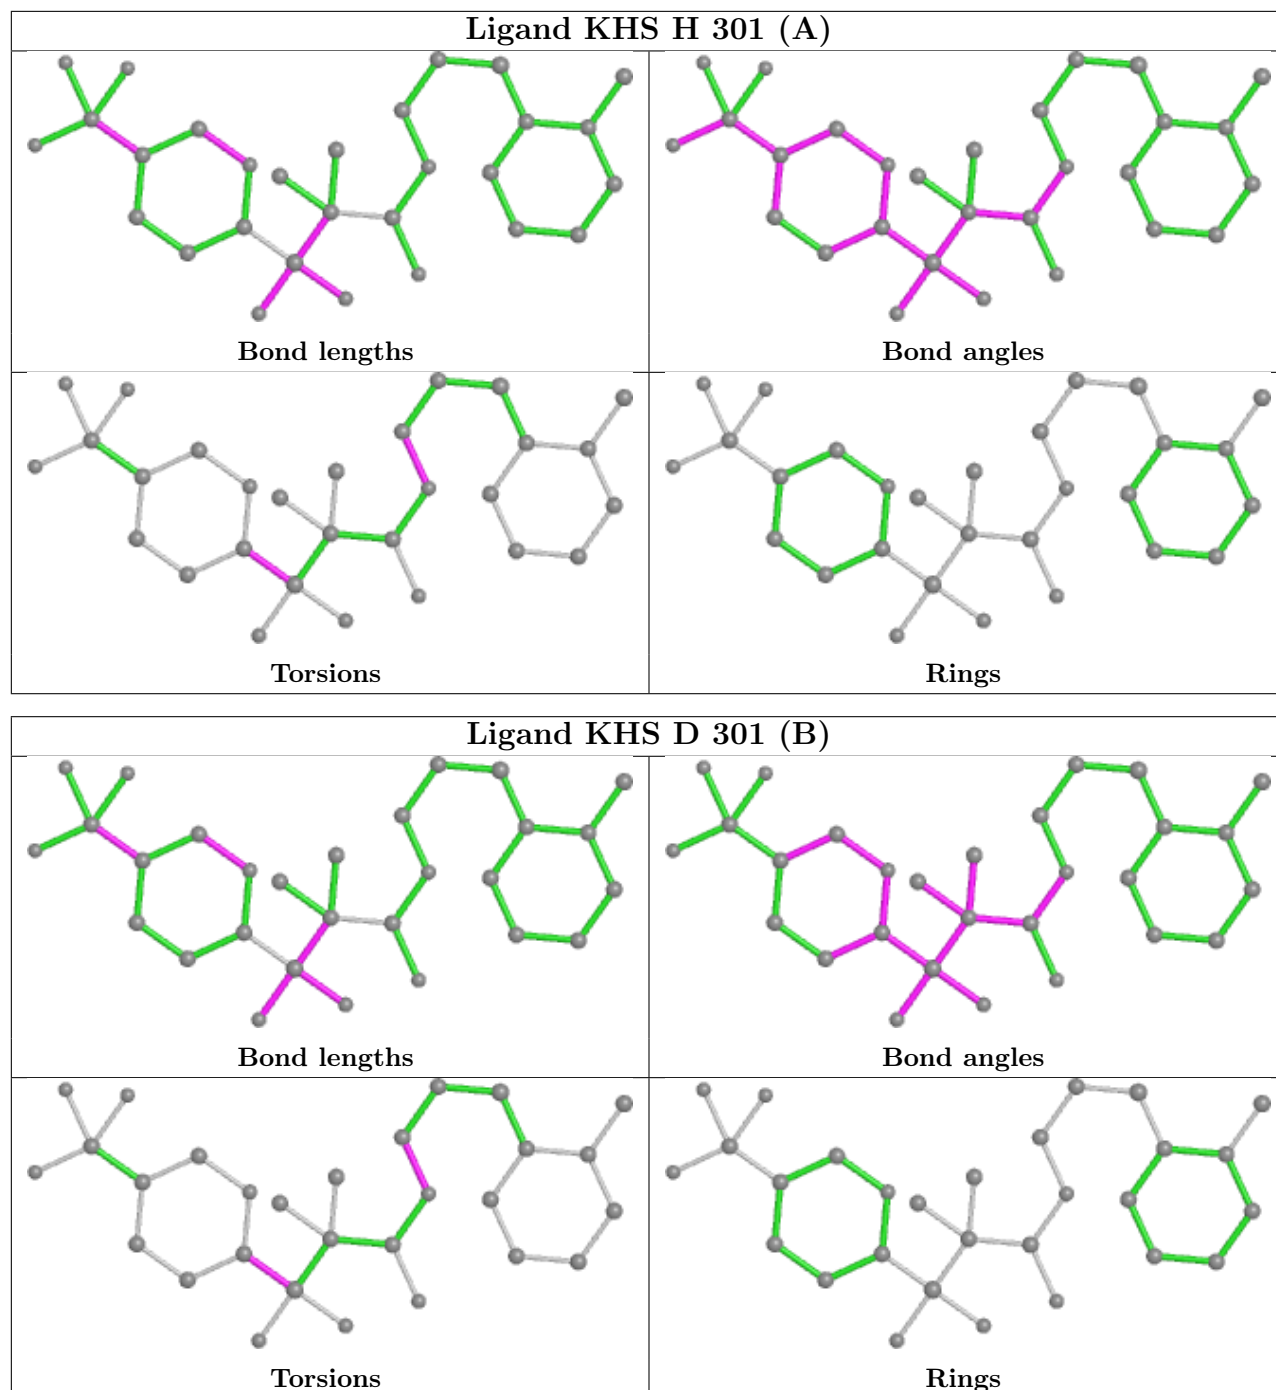 Ligand KHS H 301 (A)
Bond lengths
Bond angles
Torsions
Rings
Ligand KHS D 301 (B)
Bond lengths
Bond angles
Torsions
Rings